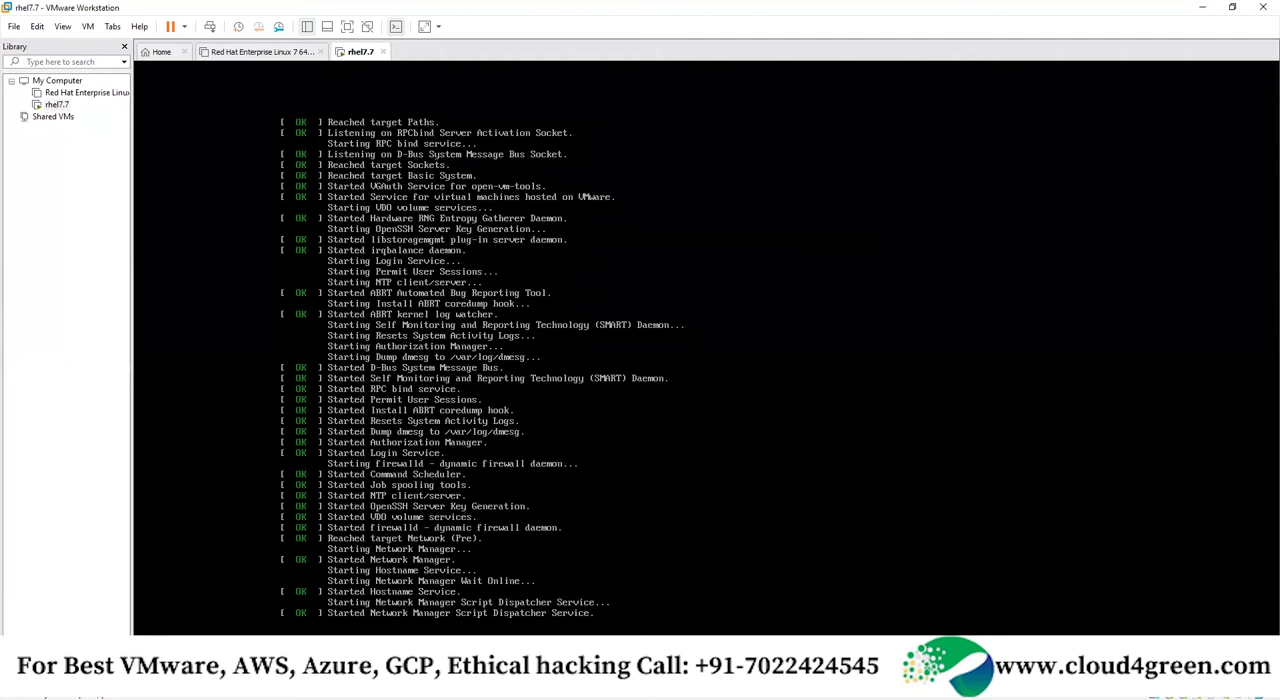 rhel7.7 - VMware Workstation
File Edit View VM Tabs Help
Library
Type here to search
My Computer
Red Hat Enterprise Linux
rhel7.7
Shared VMs
Home
Red Hat Enterprise Linux 7 64...
rhel7.7
[ OK ] Reached target Paths.
[ OK ] Listening on RPCbind Server Activation Socket.
Starting RPC bind service...
[ OK ] Listening on D-Bus System Message Bus Socket.
[ OK ] Reached target Sockets.
[ OK ] Reached target Basic System.
[ OK ] Started VGAuth Service for open-vm-tools.
[ OK ] Started Service for virtual machines hosted on VMware.
Starting VDO volume services...
[ OK ] Started Hardware RNG Entropy Gatherer Daemon.
Starting OpenSSH Server Key Generation...
[ OK ] Started libstoragemgmt plug-in server daemon.
[ OK ] Started irqbalance daemon.
Starting Login Service...
Starting Permit User Sessions...
Starting NTP client/server...
[ OK ] Started ABRT Automated Bug Reporting Tool.
Starting Install ABRT coredump hook...
[ OK ] Started ABRT kernel log watcher.
Starting Self Monitoring and Reporting Technology (SMART) Daemon...
Starting Resets System Activity Logs...
Starting Authorization Manager...
Starting Dump dmesg to /var/log/dmesg...
[ OK ] Started D-Bus System Message Bus.
[ OK ] Started Self Monitoring and Reporting Technology (SMART) Daemon.
[ OK ] Started RPC bind service.
[ OK ] Started Permit User Sessions.
[ OK ] Started Install ABRT coredump hook.
[ OK ] Started Resets System Activity Logs.
[ OK ] Started Dump dmesg to /var/log/dmesg.
[ OK ] Started Authorization Manager.
[ OK ] Started Login Service.
Starting firewalld - dynamic firewall daemon...
[ OK ] Started Command Scheduler.
[ OK ] Started Job spooling tools.
[ OK ] Started NTP client/server.
[ OK ] Started OpenSSH Server Key Generation.
[ OK ] Started VDO volume services.
[ OK ] Started firewalld - dynamic firewall daemon.
[ OK ] Reached target Network (Pre).
Starting Network Manager...
[ OK ] Started Network Manager.
Starting Hostname Service...
Starting Network Manager Wait Online...
[ OK ] Started Hostname Service.
Starting Network Manager Script Dispatcher Service...
[ OK ] Started Network Manager Script Dispatcher Service.
For Best VMware, AWS, Azure, GCP, Ethical hacking Call: +91-7022424545
www.cloud4green.com